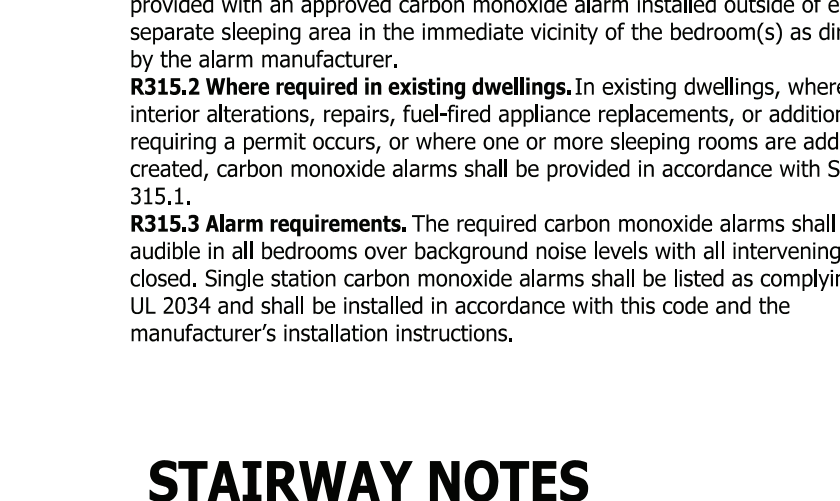 provided with an approved carbon monoxide alarm installed outside of e
separate sleeping area in the immediate vicinity of the bedroom(s) as di
by the alarm manufacturer.
R315.2 Where required in existing dwellings. In existing dwellings, where
interior alterations, repairs, fuel-fired appliance replacements, or addition
requiring a permit occurs, or where one or more sleeping rooms are add
created, carbon monoxide alarms shall be provided in accordance with S
315.1.
R315.3 Alarm requirements. The required carbon monoxide alarms shall
audible in all bedrooms over background noise levels with all intervening
closed. Single station carbon monoxide alarms shall be listed as complyin
UL 2034 and shall be installed in accordance with this code and the
manufacturer's installation instructions.
STAIRWAY NOTES